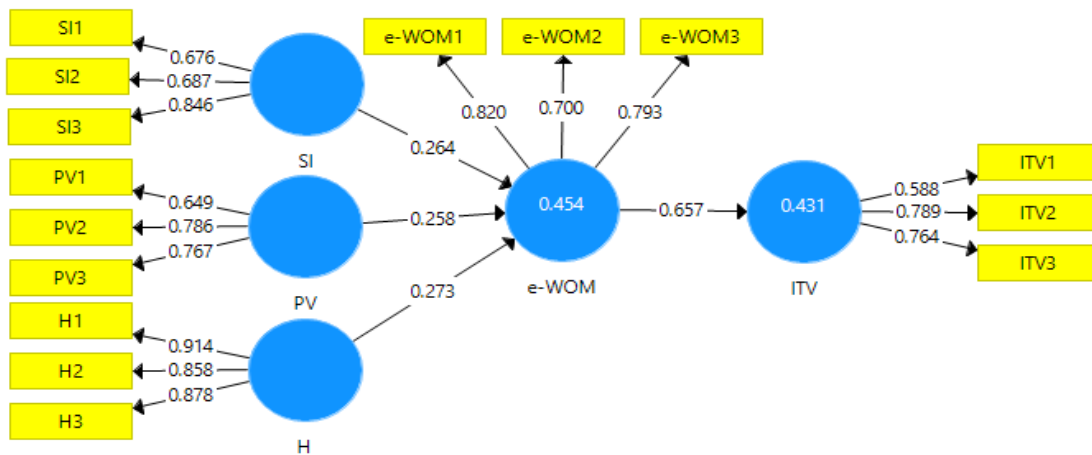 SI1
SI2
SI3
0.676
0.687
0.846
SI
PV1
PV2
PV3
0.649
0.786
0.767
PV
H1
H2
H3
0.914
0.858
0.878
H
0.264
0.258
0.273
e-WOM1
e-WOM2
e-WOM3
0.820
0.700
0.793
0.454
e-WOM
0.657
0.431
ITV
0.588
0.789
0.764
ITV1
ITV2
ITV3